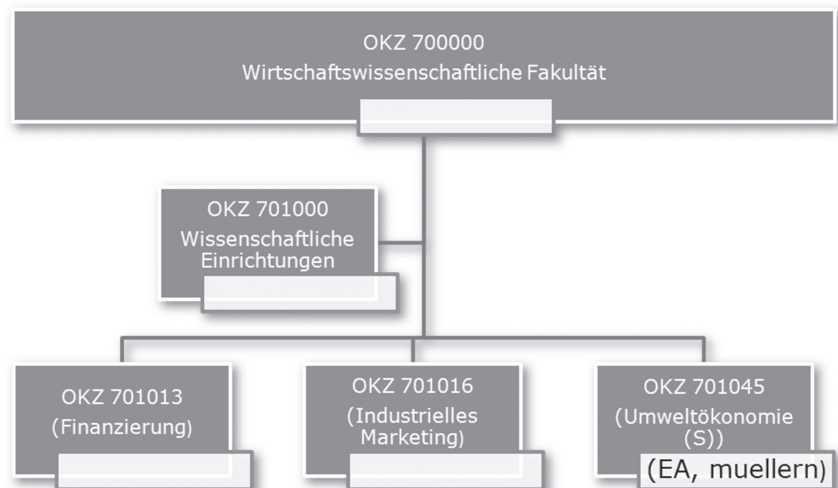 OKZ 700000
Wirtschaftswissenschaftliche Fakultät
OKZ 701000
Wissenschaftliche
Einrichtungen
OKZ 701013
(Finanzierung)
OKZ 701016
(Industrielles
Marketing)
OKZ 701045
(Umweltökonomie
(S))
(EA, muellern)